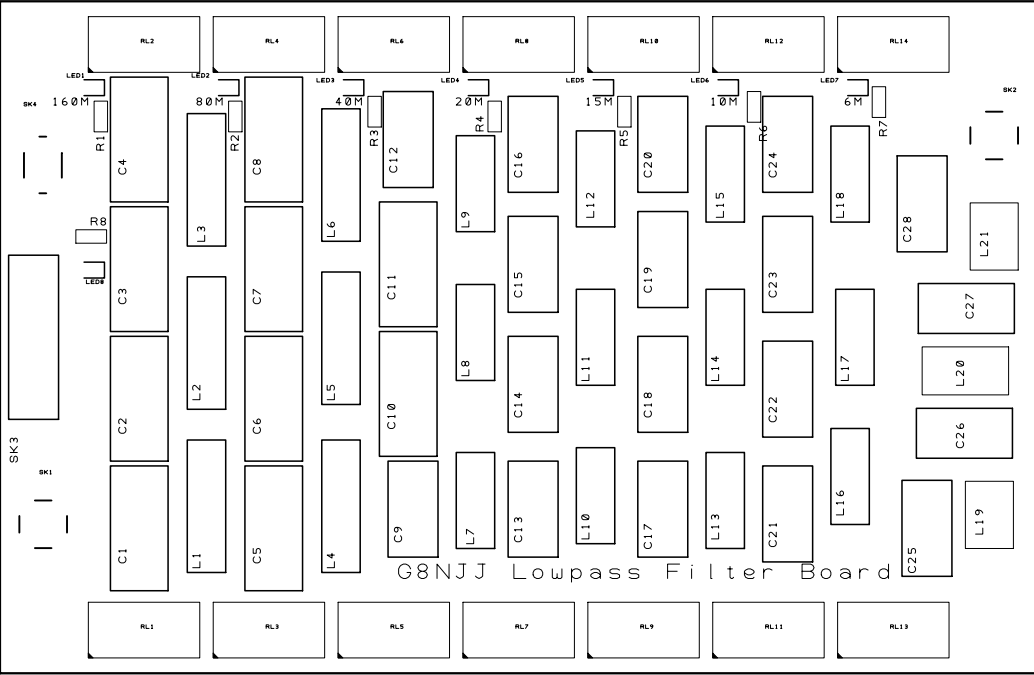 RL2 RL4 RL6 RL8 RL10 RL12 RL14
LED1 LED2 LED3 LED4 LED5 LED6 LED7
SK4 160M 80M 40M 20M 15M 10M 6M SK2
R1 R2 R3 R4 R5 R6 R7
C4 C8 C12 C16 C20 C24
L3 L6 L9 L12 L15 L18 C28 L21
R8
LED8
C3 C7 C11 C15 C19 C23 C27
L2 L5 L8 L11 L14 L17 L20
C2 C6 C10 C14 C18 C22 C26
SK3
SK1
C1 L1 C5 L4 C9 L7 C13 L10 C17 L13 C21 L16 C25 L19
G8NJJ Lowpass Filter Board
RL1 RL3 RL5 RL7 RL9 RL11 RL13